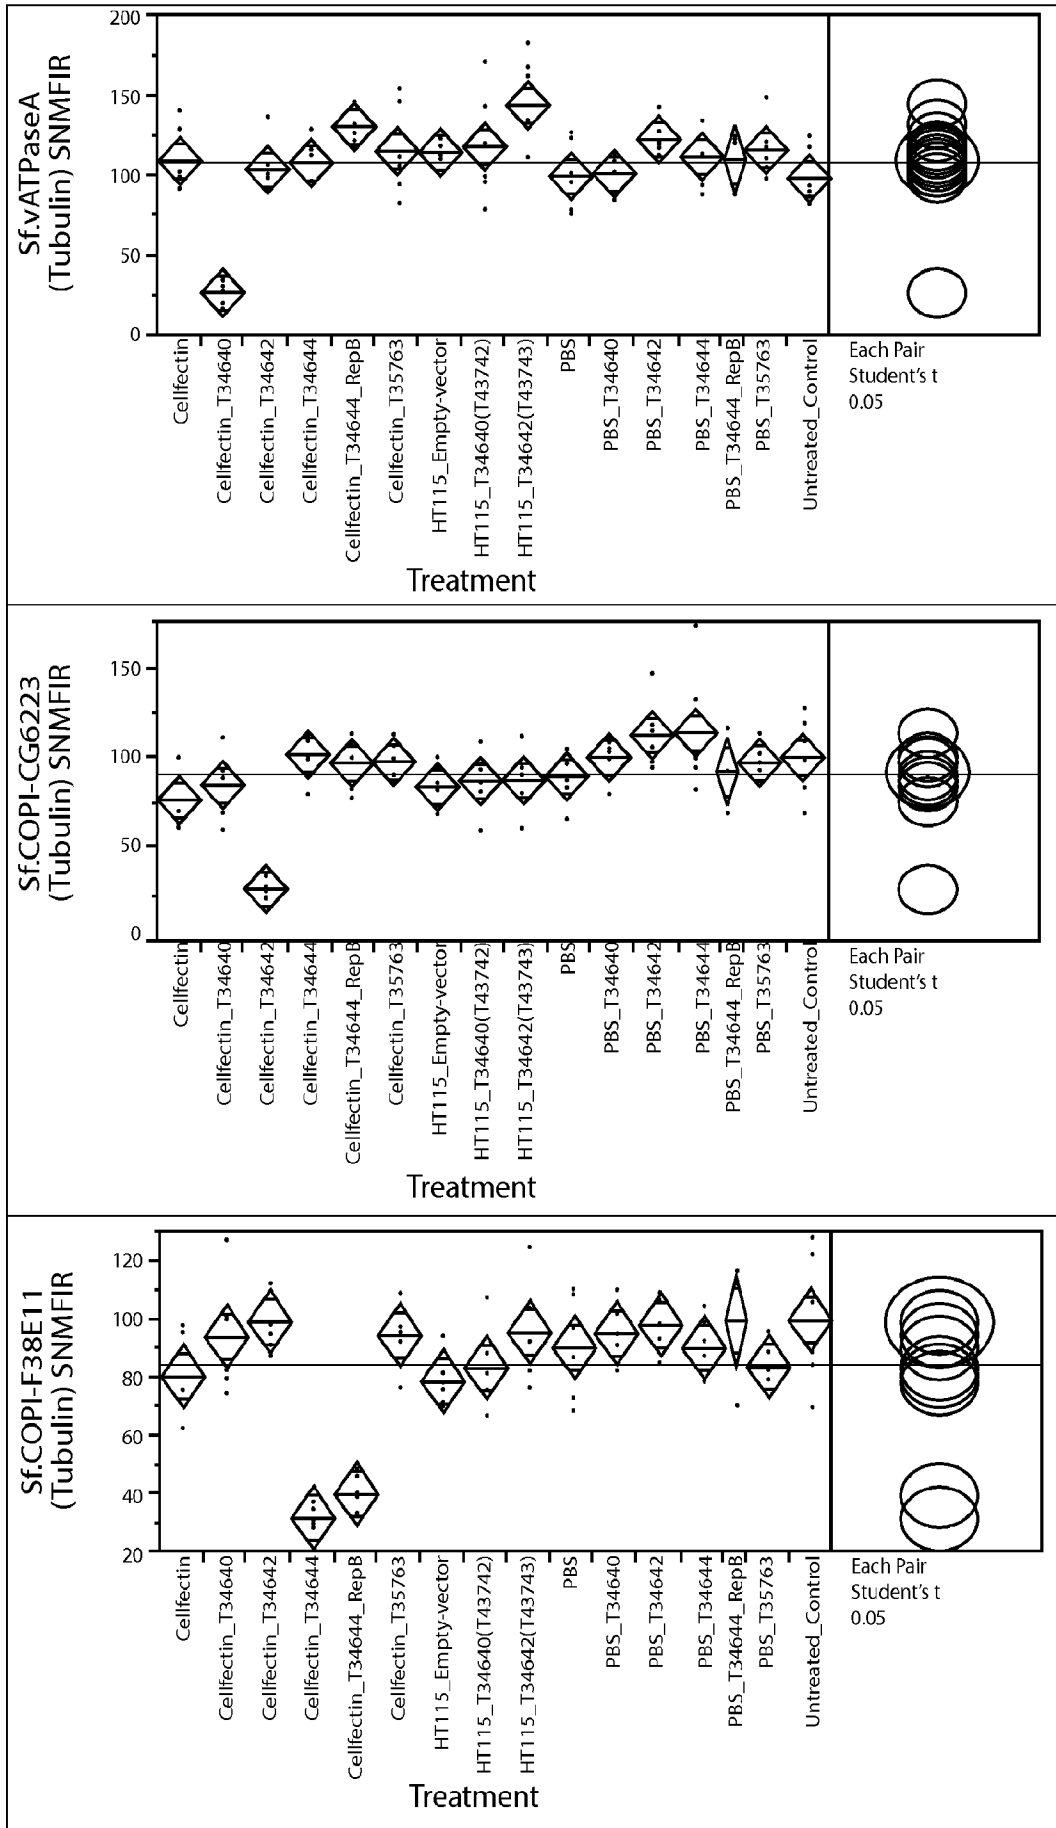 Sf.vATPaseA
(Tubulin) SNMFIR
200
150
100
50
0
Cellfectin
Cellfectin_T34640
Cellfectin_T34642
Cellfectin_T34644
Cellfectin_T34644_RepB
Cellfectin_T35763
HT115_Empty-vector
HT115_T34640(T43742)
HT115_T34642(T43743)
PBS
PBS_T34640
PBS_T34642
PBS_T34644
PBS_T34644_RepB
PBS_T35763
Untreated_Control
Each Pair
Student's t
0.05
Treatment
Sf.COPI-CG6223
(Tubulin) SNMFIR
150
100
50
0
Cellfectin
Cellfectin_T34640
Cellfectin_T34642
Cellfectin_T34644
Cellfectin_T34644_RepB
Cellfectin_T35763
HT115_Empty-vector
HT115_T34640(T43742)
HT115_T34642(T43743)
PBS
PBS_T34640
PBS_T34642
PBS_T34644
PBS_T34644_RepB
PBS_T35763
Untreated_Control
Each Pair
Student's t
0.05
Treatment
Sf.COPI-F38E11
(Tubulin) SNMFIR
120
100
80
60
40
20
Cellfectin
Cellfectin_T34640
Cellfectin_T34642
Cellfectin_T34644
Cellfectin_T34644_RepB
Cellfectin_T35763
HT115_Empty-vector
HT115_T34640(T43742)
HT115_T34642(T43743)
PBS
PBS_T34640
PBS_T34642
PBS_T34644
PBS_T34644_RepB
PBS_T35763
Untreated_Control
Each Pair
Student's t
0.05
Treatment